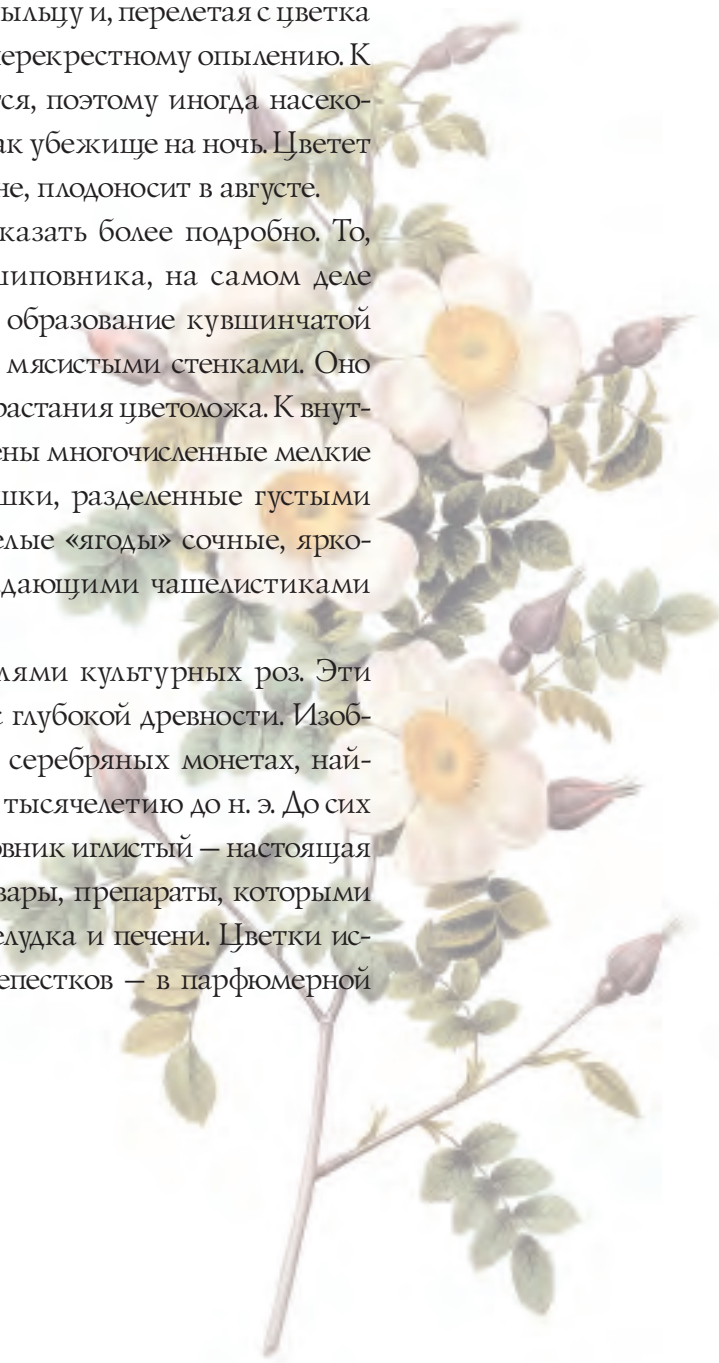 ыльцу и, перелетая с цветка
ерекрестному опылению. К
ся, поэтому иногда насеко-
ак убежище на ночь. Цветет
не, плодоносит в августе.
казать более подробно. То,
шиповника, на самом деле
образование кувшинчатой
мясистыми стенками. Оно
растания цветоложа. К внут-
ены многочисленные мелкие
шки, разделенные густыми
елые «ягоды» сочные, ярко-
дающими чашелистиками
лями культурных роз. Эти
с глубокой древности. Изоб-
серебряных монетах, най-
тысячелетию до н. э. До сих
овник иглистый – настоящая
вары, препараты, которыми
елудка и печени. Цветки ис-
епестков – в парфюмерной